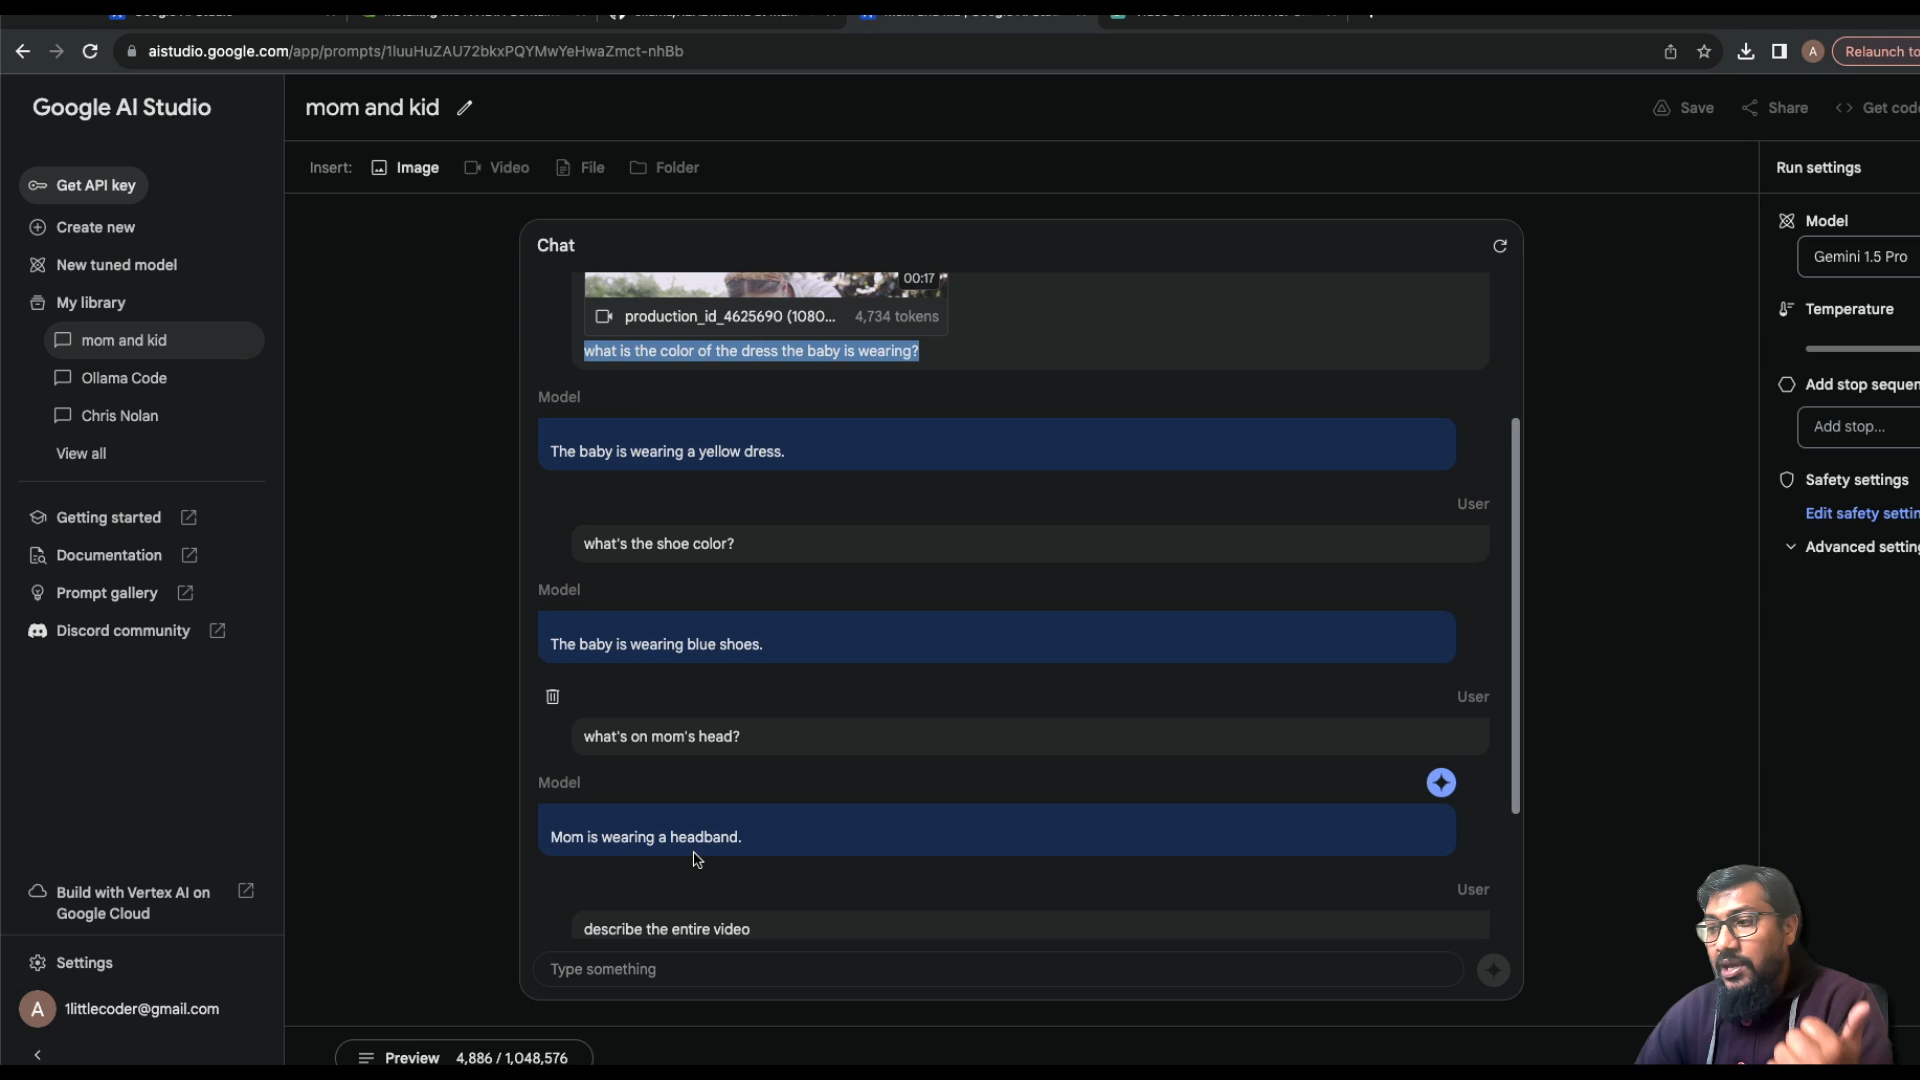 aistudio.google.com/app/prompts/1luuHuZAU72bkxPQYMwYeHwaZmct-nhBb
A
Relaunch to
Google AI Studio
mom and kid
Save
Share
Get code
Insert:
Image
Video
File
Folder
Run settings
Get API key
Create new
New tuned model
My library
mom and kid
Ollama Code
Chris Nolan
View all
Getting started
Documentation
Prompt gallery
Discord community
Build with Vertex AI on
Google Cloud
Settings
A
1littlecoder@gmail.com
Chat
00:17
production_id_4625690 (1080...
4,734 tokens
what is the color of the dress the baby is wearing?
Model
The baby is wearing a yellow dress.
User
what's the shoe color?
Model
The baby is wearing blue shoes.
User
what's on mom's head?
Model
Mom is wearing a headband.
User
describe the entire video
Type something
Preview 4,886 / 1,048,576
Model
Gemini 1.5 Pro
Temperature
Add stop sequen
Add stop...
Safety settings
Edit safety settin
Advanced setting